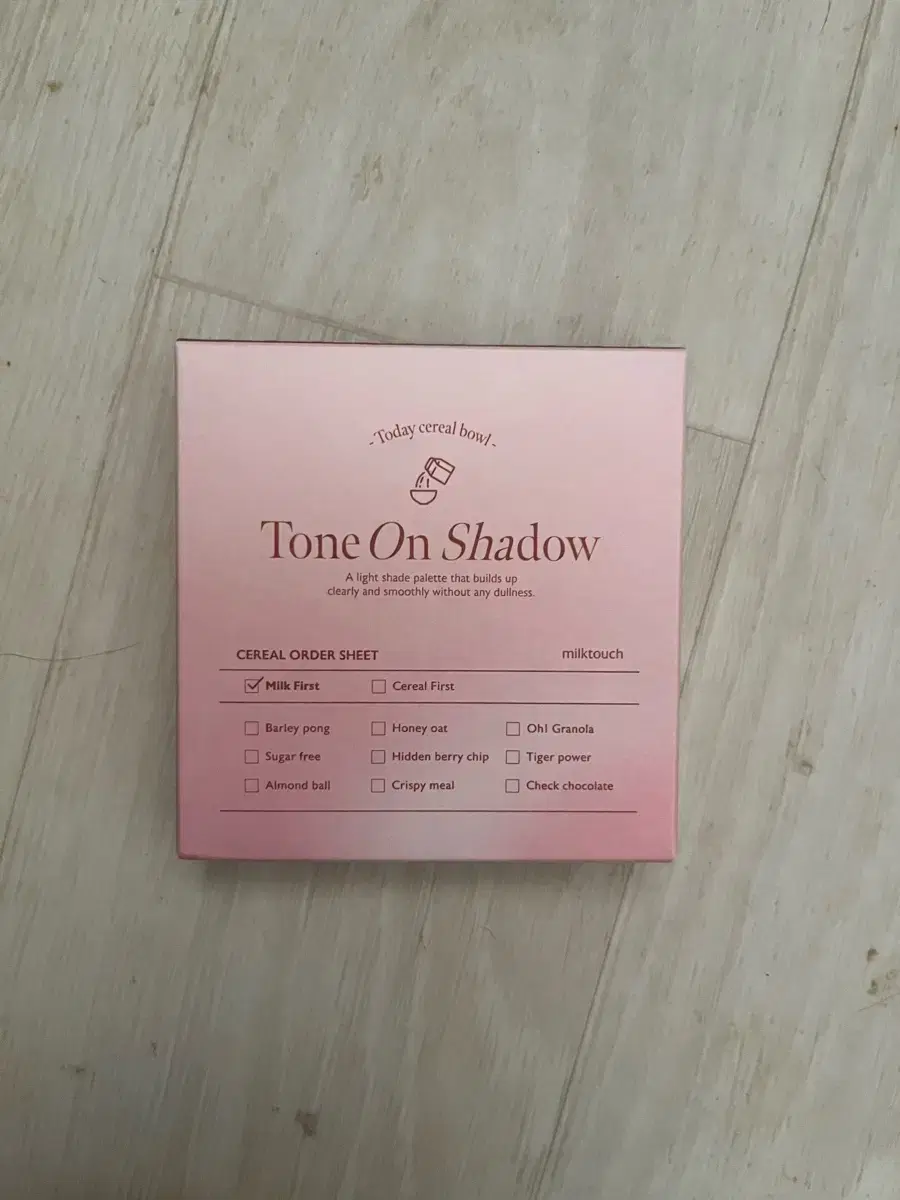 - Today cereal bowl -
Tone On Shadow
A light shade palette that builds up
clearly and smoothly without any dullness.
CEREAL ORDER SHEET milktouch
Milk First Cereal First
Barley pong Honey oat Oh! Granola
Sugar free Hidden berry chip Tiger power
Almond ball Crispy meal Check chocolate